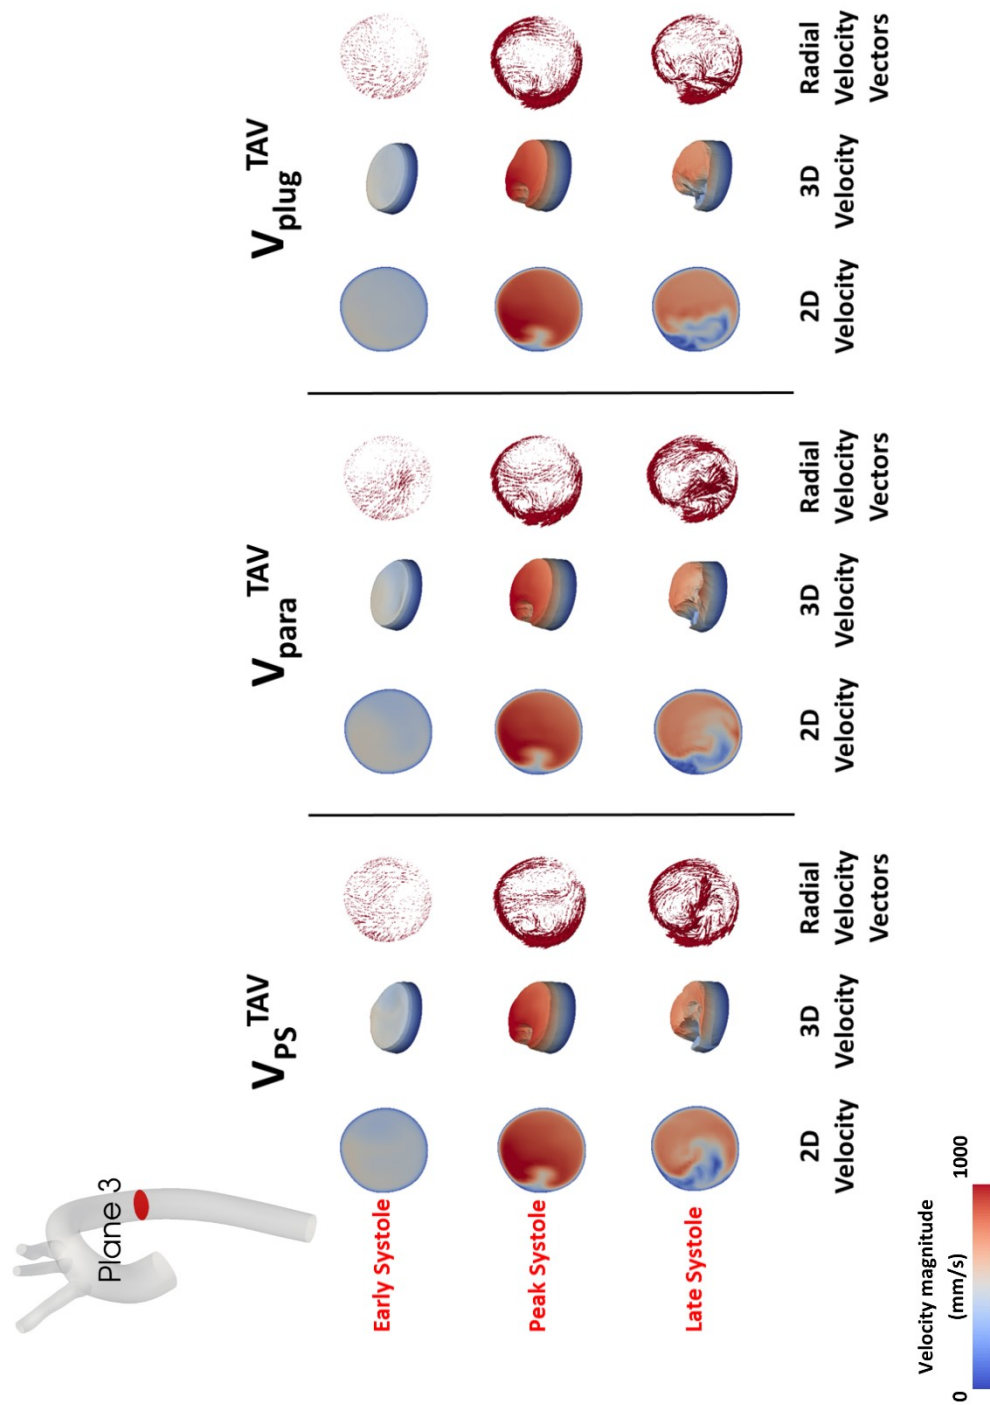 Plane 3
V_PS^TAV
V_para^TAV
V_plug^TAV
Early Systole
Peak Systole
Late Systole
2D
Velocity
3D
Velocity
Radial
Velocity
Vectors
2D
Velocity
3D
Velocity
Radial
Velocity
Vectors
2D
Velocity
3D
Velocity
Radial
Velocity
Vectors
Velocity magnitude
(mm/s)
0
1000